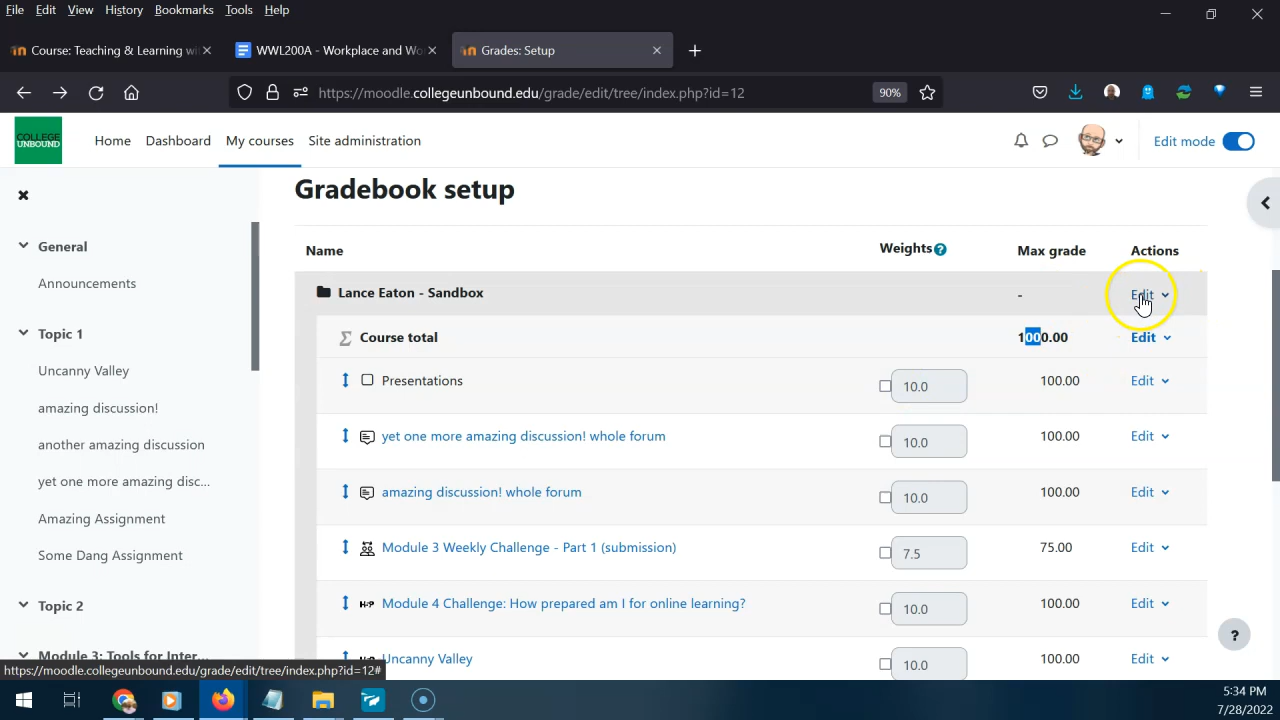 File Edit View History Bookmarks Tools Help
Course: Teaching & Learning wi
WWL200A - Workplace and Wo
Grades: Setup
https://moodle.collegeunbound.edu/grade/edit/tree/index.php?id=12
90%
COLLEGE UNBOUND
Home Dashboard My courses Site administration
Edit mode
General
Announcements
Topic 1
Uncanny Valley
amazing discussion!
another amazing discussion
yet one more amazing disc...
Amazing Assignment
Some Dang Assignment
Topic 2
Module 3: Tools for Inter...
Gradebook setup
Name Weights Max grade Actions
Lance Eaton - Sandbox - Edit
Course total 1000.00 Edit
Presentations 10.0 100.00 Edit
yet one more amazing discussion! whole forum 10.0 100.00 Edit
amazing discussion! whole forum 10.0 100.00 Edit
Module 3 Weekly Challenge - Part 1 (submission) 7.5 75.00 Edit
H-P Module 4 Challenge: How prepared am I for online learning? 10.0 100.00 Edit
Uncanny Valley 10.0 100.00 Edit
?
https://moodle.collegeunbound.edu/grade/edit/tree/index.php?id=12#
5:34 PM
7/28/2022